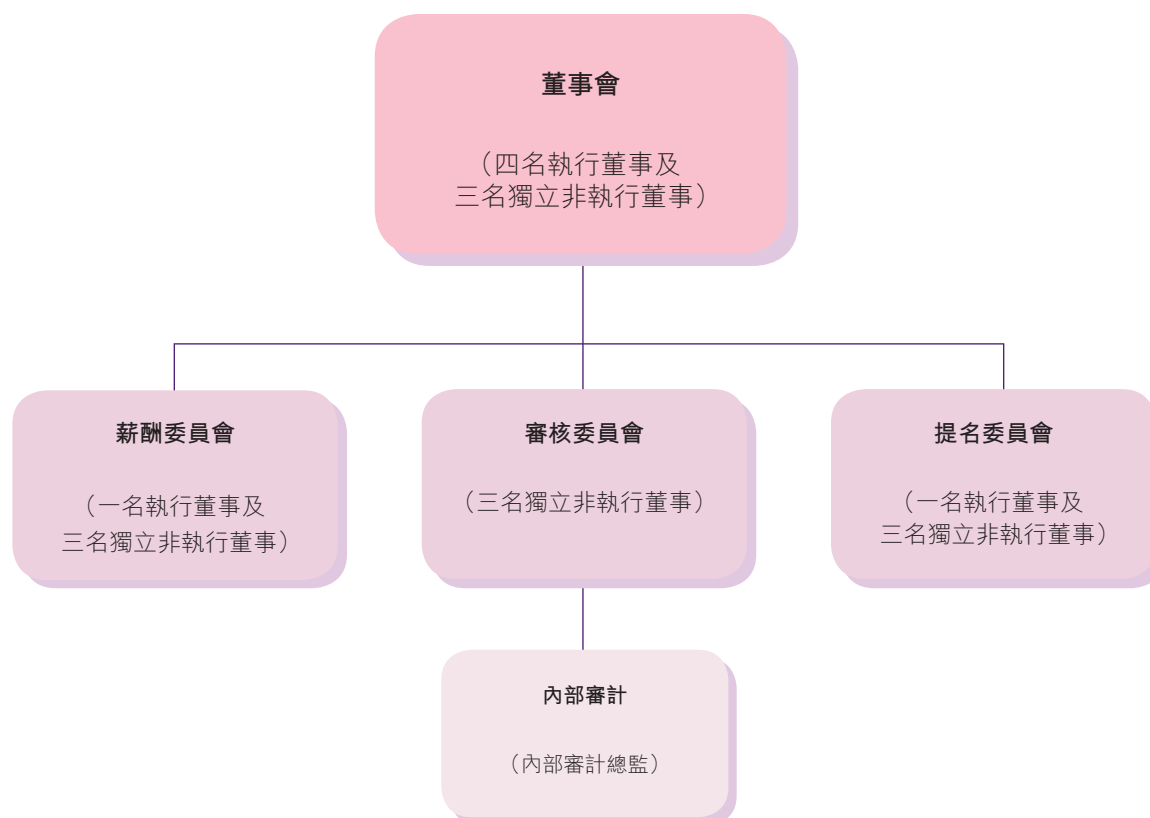 董事會
（四名執行董事及
三名獨立非執行董事）
薪酬委員會
（一名執行董事及
三名獨立非執行董事）
審核委員會
（三名獨立非執行董事）
提名委員會
（一名執行董事及
三名獨立非執行董事）
內部審計
（內部審計總監）